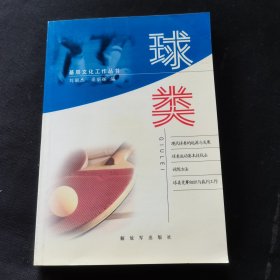 基层文化工作丛书
球
类
QIULEI
现代球类的起源与发展
球类运动基本技战术
训练方法
球类竞赛组织与裁判工作
解放军出版社